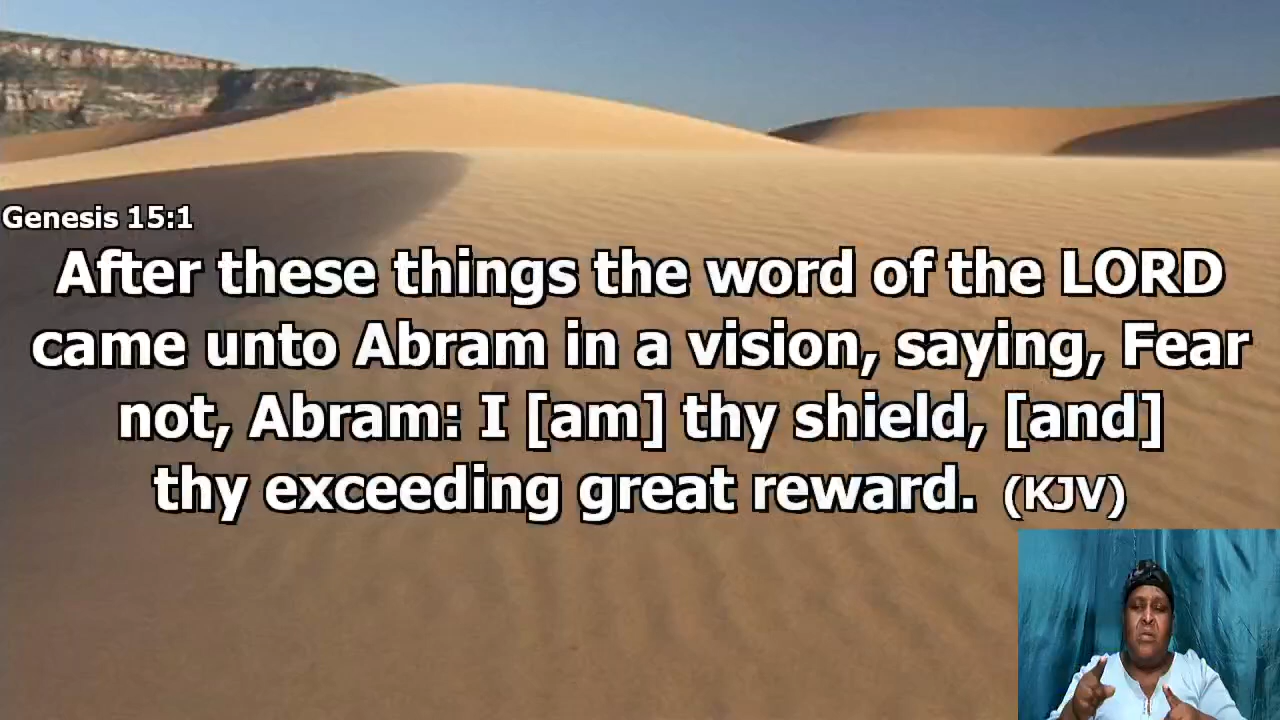 Genesis 15:1
After these things the word of the LORD
came unto Abram in a vision, saying, Fear
not, Abram: I [am] thy shield, [and]
thy exceeding great reward. (KJV)